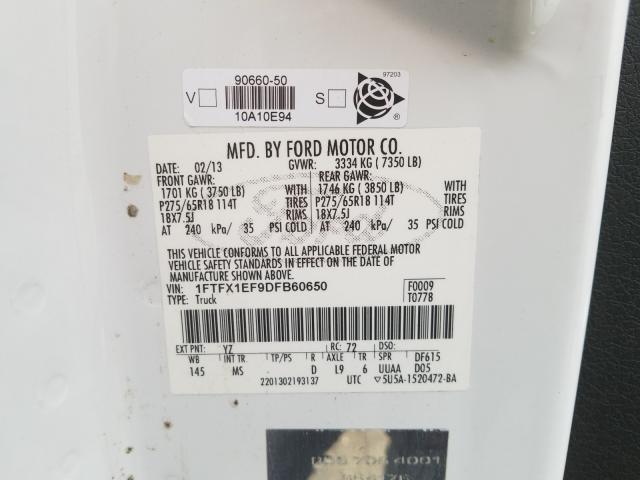 97203
90660-50
V S
10A10E94
®
MFD. BY FORD MOTOR CO.
DATE: 02/13 GVWR: 3334 KG ( 7350 LB)
FRONT GAWR: REAR GAWR:
1701 KG ( 3750 LB) WITH 1746 KG ( 3850 LB) WITH
P275/65R18 114T TIRES P275/65R18 114T TIRES
18X7.5J RIMS 18X7.5J RIMS
AT 240 kPa/ 35 PSI COLD AT 240 kPa/ 35 PSI COLD
THIS VEHICLE CONFORMS TO ALL APPLICABLE FEDERAL MOTOR
VEHICLE SAFETY STANDARDS IN EFFECT ON THE DATE OF
MANUFACTURE SHOWN ABOVE.
VIN: 1FTFX1EF9DFB60650 F0009
TYPE: Truck T0778
EXT PNT: YZ RC: 72 DSO:
WB INT TR. TP/PS R AXLE TR SPR DF615
145 MS D L9 6 UUAA D05
2201302193137 UTC ▽5U5A-1520472-BA